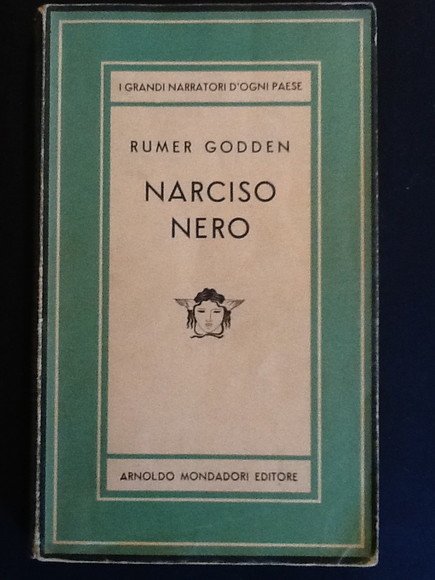 I GRANDI NARRATORI D'OGNI PAESE
RUMER GODDEN
NARCISO
NERO
ARNOLDO MONDADORI EDITORE